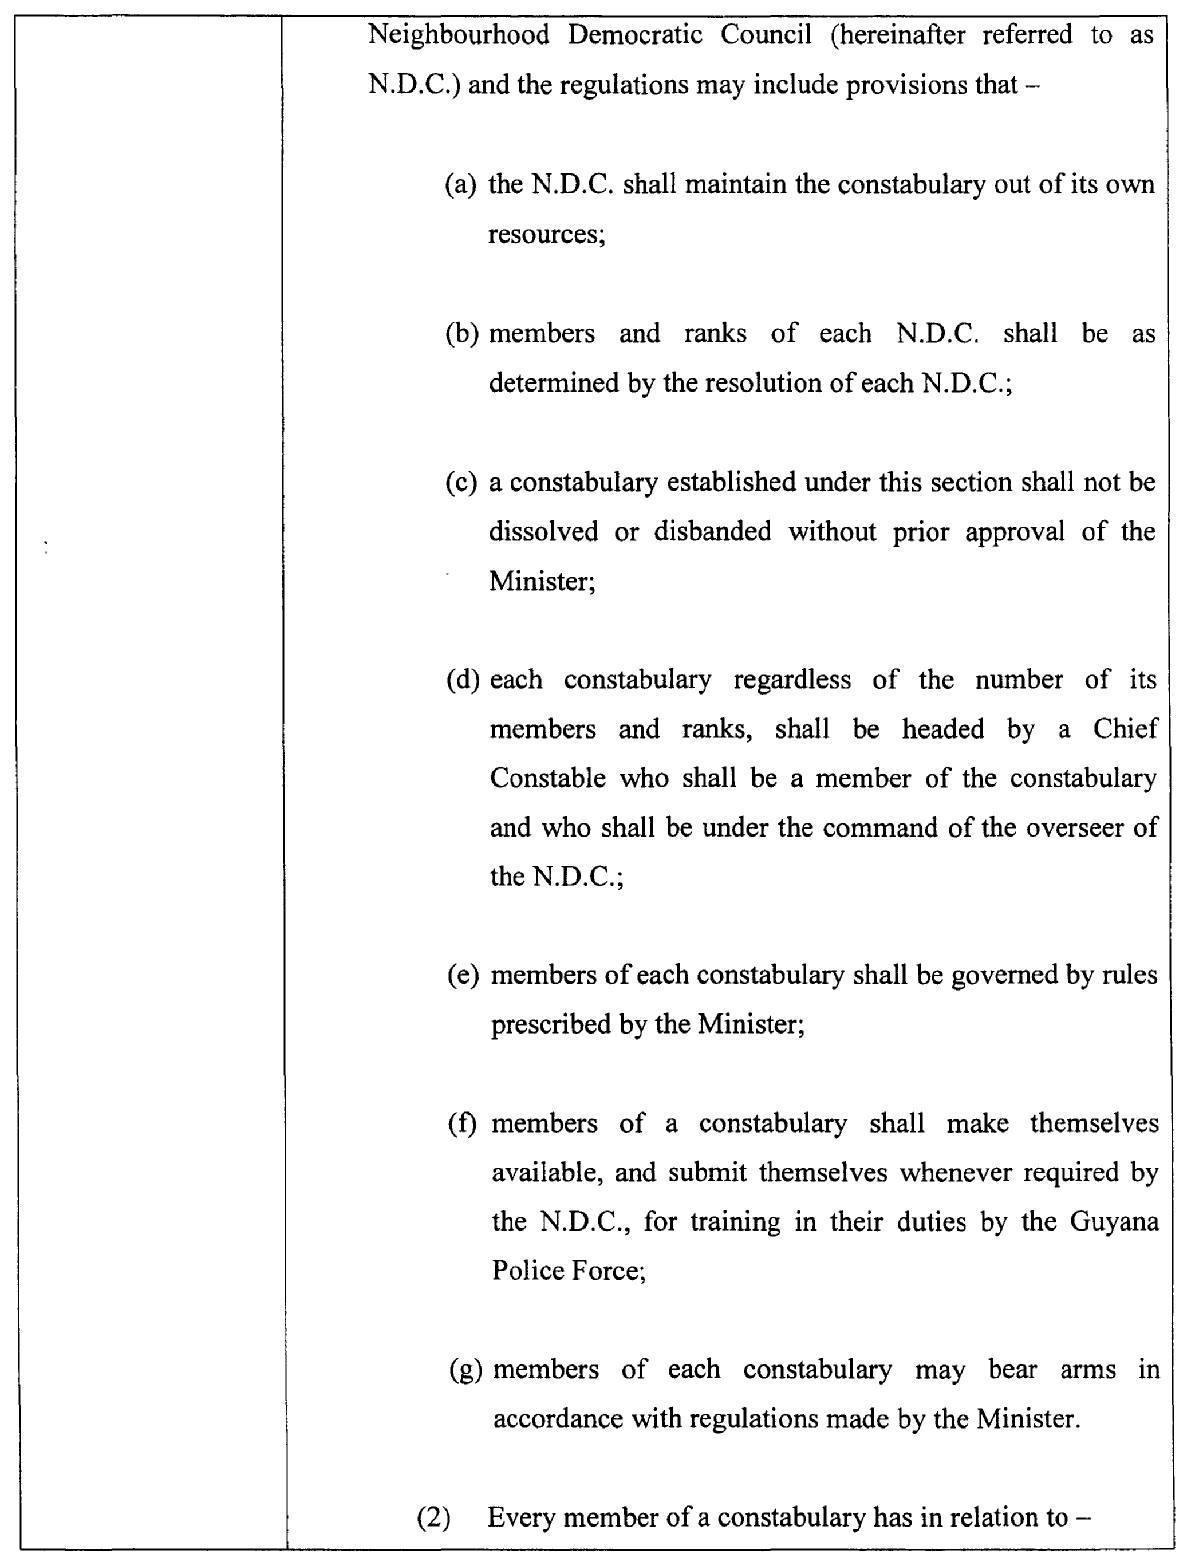 Neighbourhood Democratic Council (hereinafter referred to as
N.D.C.) and the regulations may include provisions that –
(a) the N.D.C. shall maintain the constabulary out of its own
resources;
(b) members and ranks of each N.D.C. shall be as
determined by the resolution of each N.D.C.;
(c) a constabulary established under this section shall not be
dissolved or disbanded without prior approval of the
Minister;
(d) each constabulary regardless of the number of its
members and ranks, shall be headed by a Chief
Constable who shall be a member of the constabulary
and who shall be under the command of the overseer of
the N.D.C.;
(e) members of each constabulary shall be governed by rules
prescribed by the Minister;
(f) members of a constabulary shall make themselves
available, and submit themselves whenever required by
the N.D.C., for training in their duties by the Guyana
Police Force;
(g) members of each constabulary may bear arms in
accordance with regulations made by the Minister.
(2) Every member of a constabulary has in relation to –